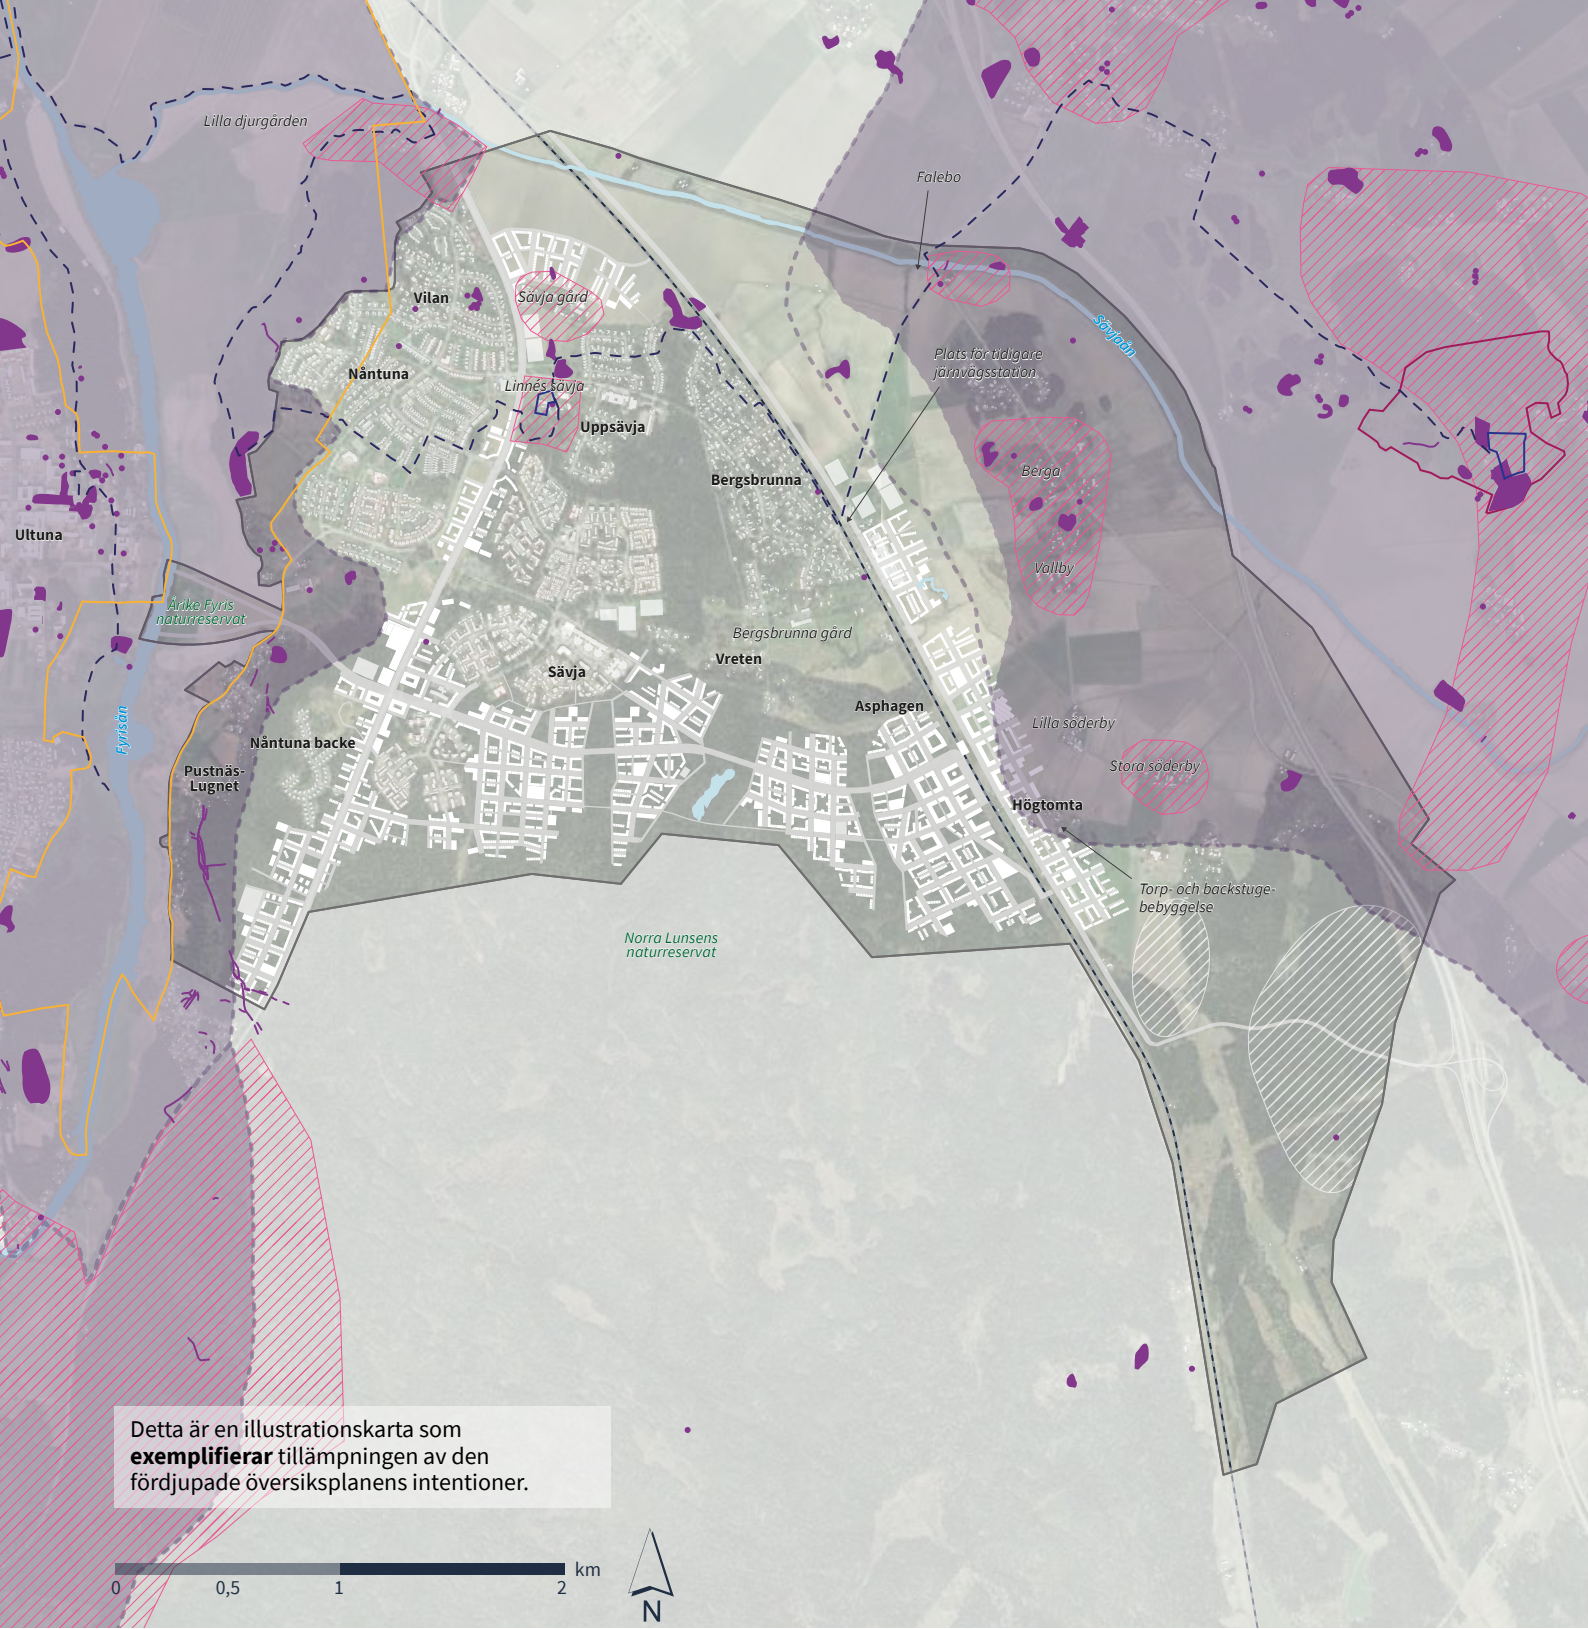 Lilla djurgården
Falebo
Vilan
Sävja gård
Sävjaån
Plats för tidigare
järnvägsstation
Nåntuna
Linnés sävja
Uppsävja
Bergsbrunna
Berga
Ultuna
Vallby
Årike Fyris
naturreservat
Bergsbrunna gård
Vreten
Sävja
Asphagen
Fyrisån
Lilla söderby
Nåntuna backe
Stora söderby
Pustnäs-
Lugnet
Högtomta
Torp- och backstuge-
bebyggelse
Norra Lunsens
naturreservat
Detta är en illustrationskarta som
exemplifierar tillämpningen av den
fördjupade översiksplanens intentioner.
km
0 0,5 1 2
N